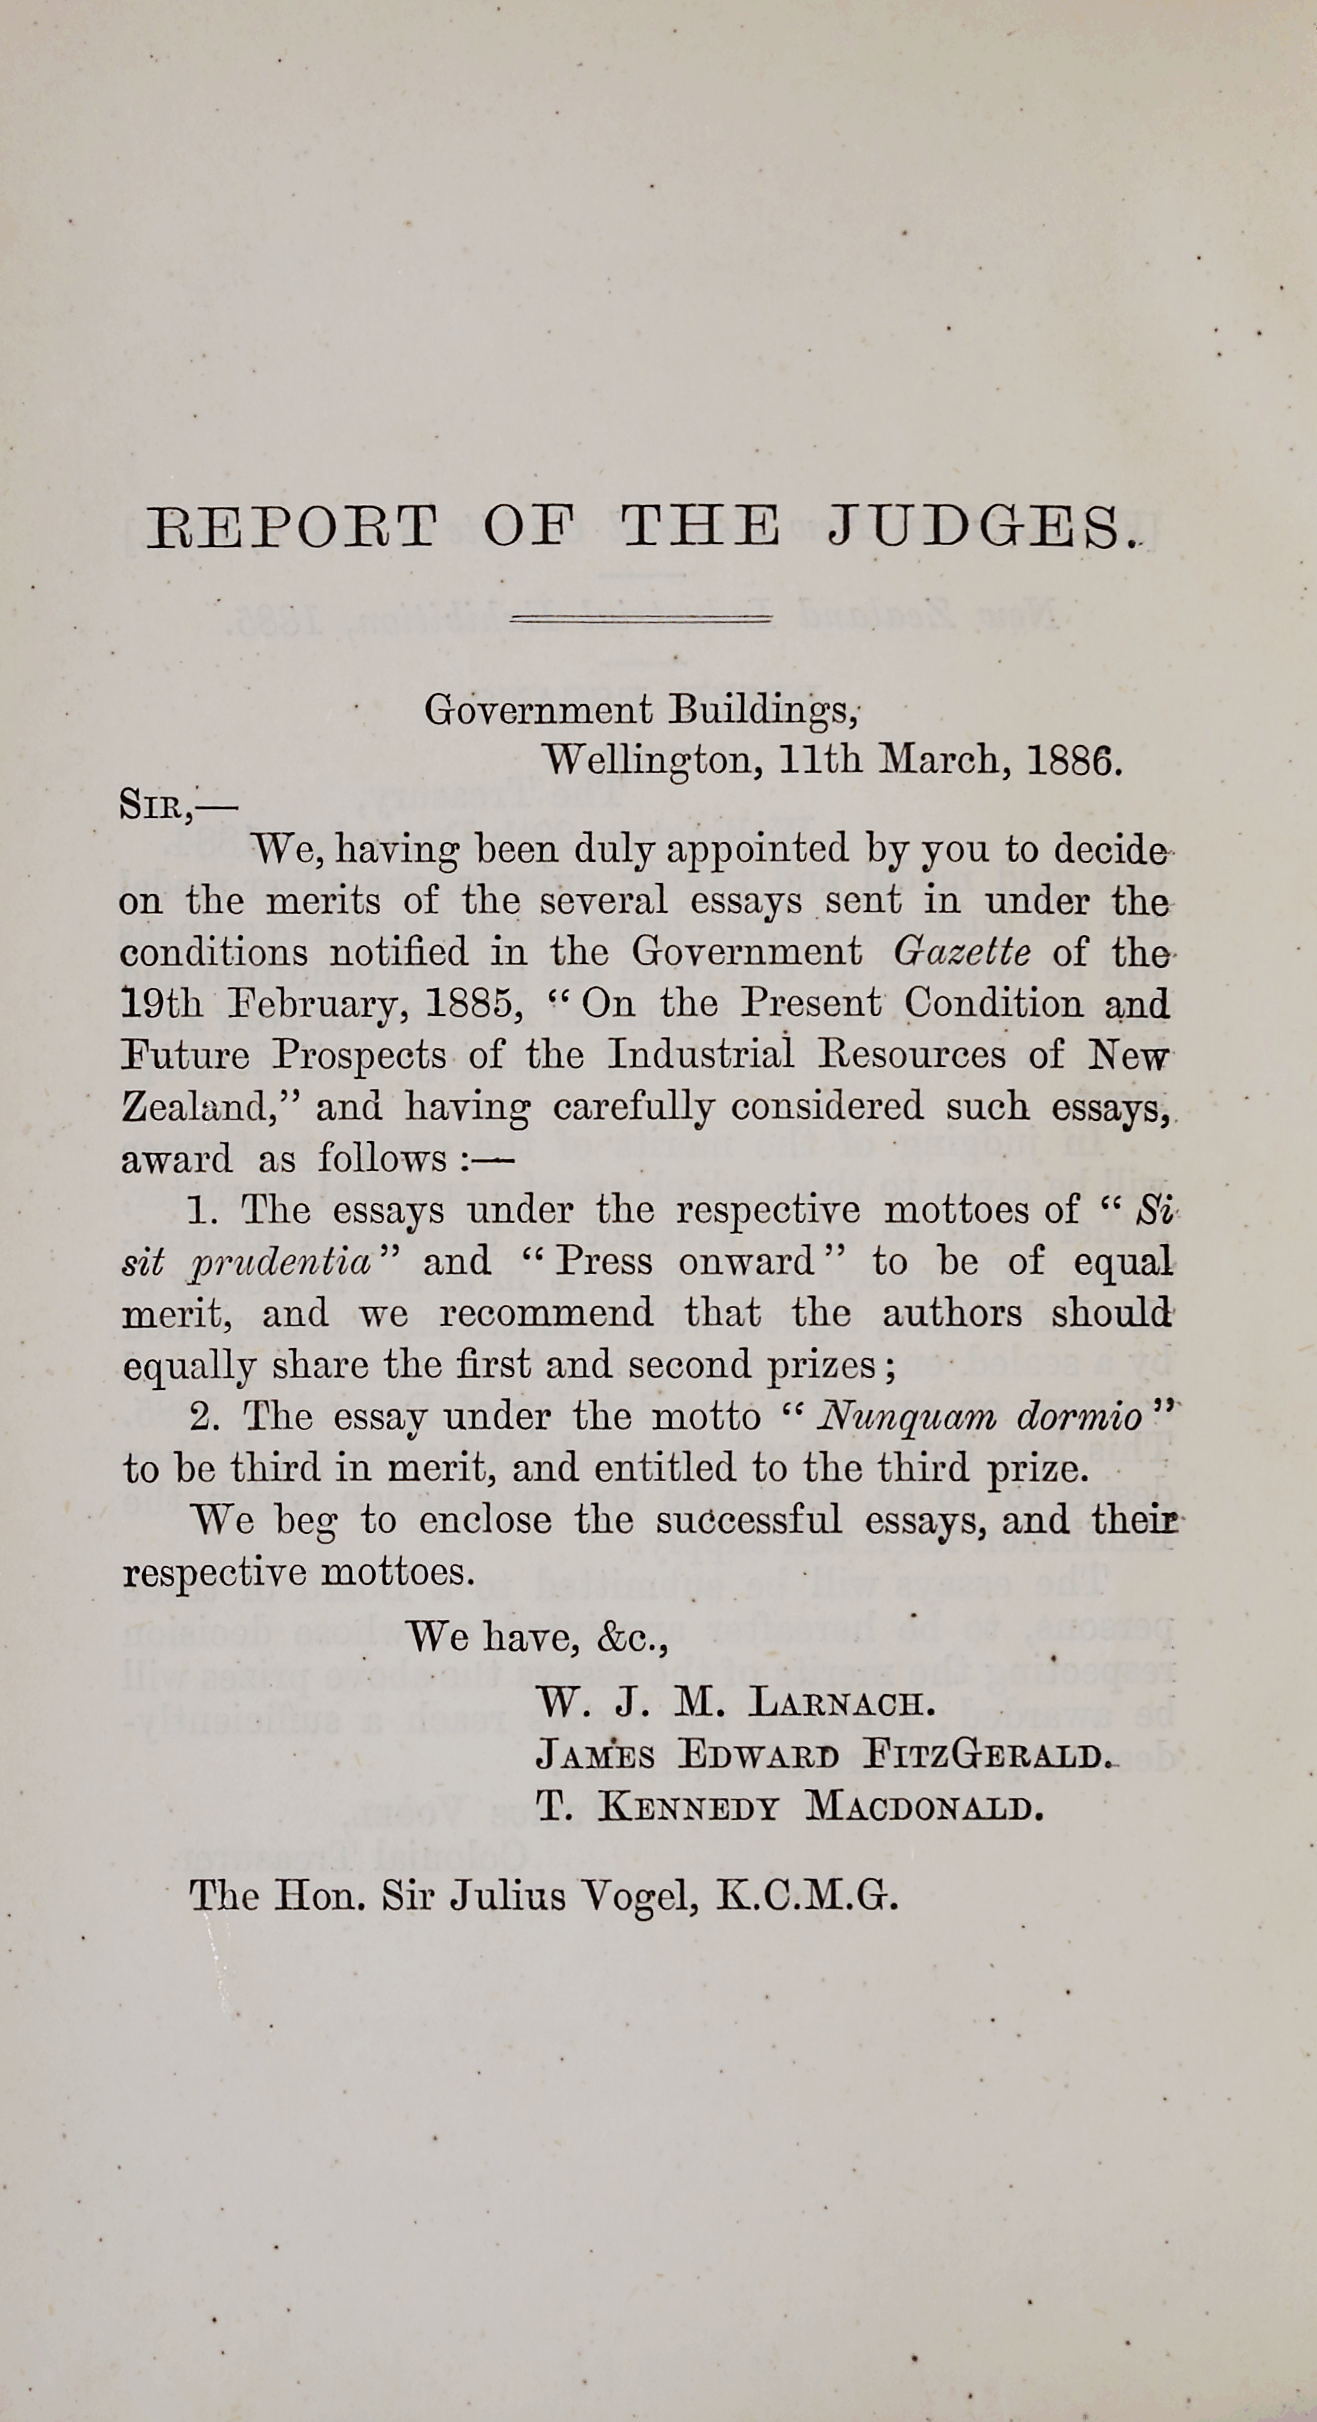 REPORT OF THE JUDGES.
Government Buildings,
Wellington, 11th March, 1886.
SIR,—
We, having been duly appointed by you to decide
on the merits of the several essays sent in under the
conditions notified in the Government Gazette of the
19th February, 1885, “ On the Present Condition and
Future Prospects of the Industrial Resources of New
Zealand,” and having carefully considered such essays,
award as follows :—
1. The essays under the respective mottoes of “ Si
sit prudentia” and “ Press onward” to be of equal
merit, and we recommend that the authors should
equally share the first and second prizes ;
2. The essay under the motto “ Nunquam dormio ”
to be third in merit, and entitled to the third prize.
We beg to enclose the successful essays, and their
respective mottoes.
We have, &c.,
W. J. M. LARNACH.
JAMES EDWARD FITZGERALD.
T. KENNEDY MACDONALD.
The Hon. Sir Julius Vogel, K.C.M.G.